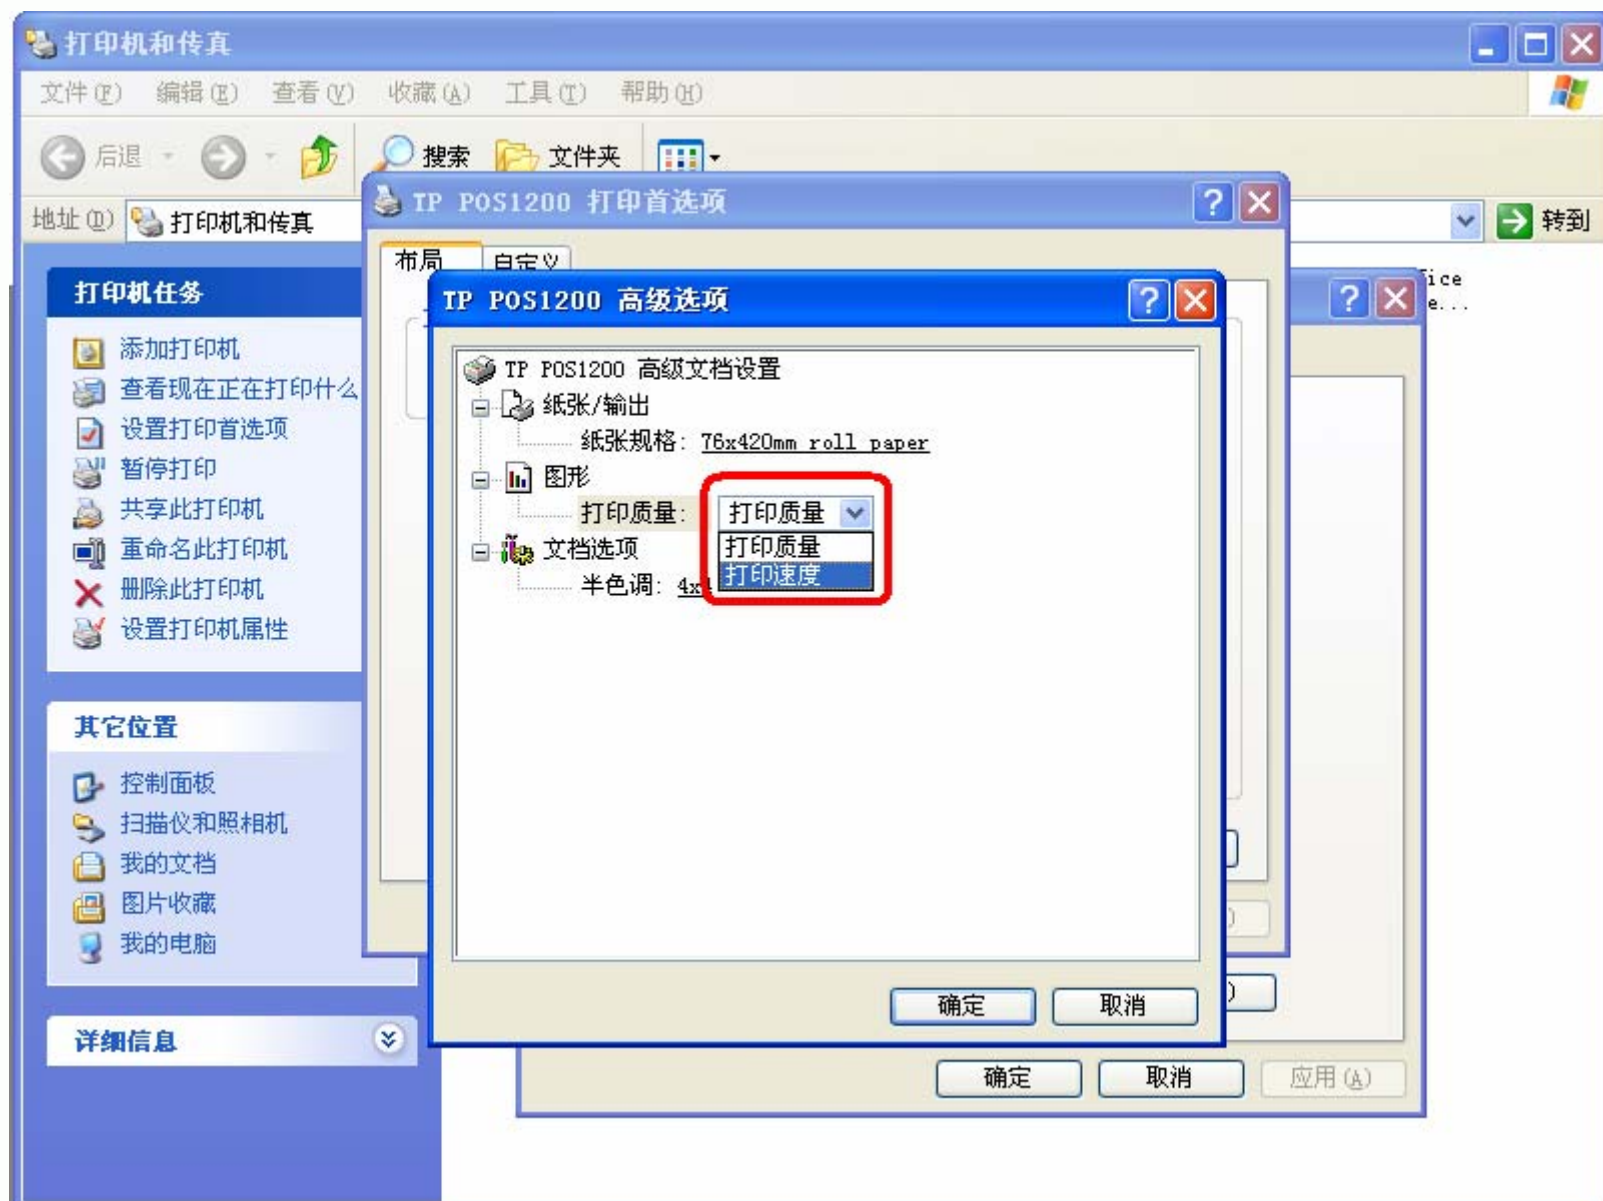 打印机和传真
文件(F) 编辑(E) 查看(V) 收藏(A) 工具(T) 帮助(H)
后退 搜索 文件夹
地址(D) 打印机和传真 转到
TP POS1200 打印首选项
布局 自定义
打印机任务
添加打印机
查看现在正在打印什么
设置打印首选项
暂停打印
共享此打印机
重命名此打印机
删除此打印机
设置打印机属性
其它位置
控制面板
扫描仪和照相机
我的文档
图片收藏
我的电脑
详细信息
TP POS1200 高级选项
TP POS1200 高级文档设置
纸张/输出
纸张规格: 76x420mm roll paper
图形
打印质量: 打印质量
打印质量
打印速度
文档选项
半色调:
确定 取消
确定 取消 应用(A)